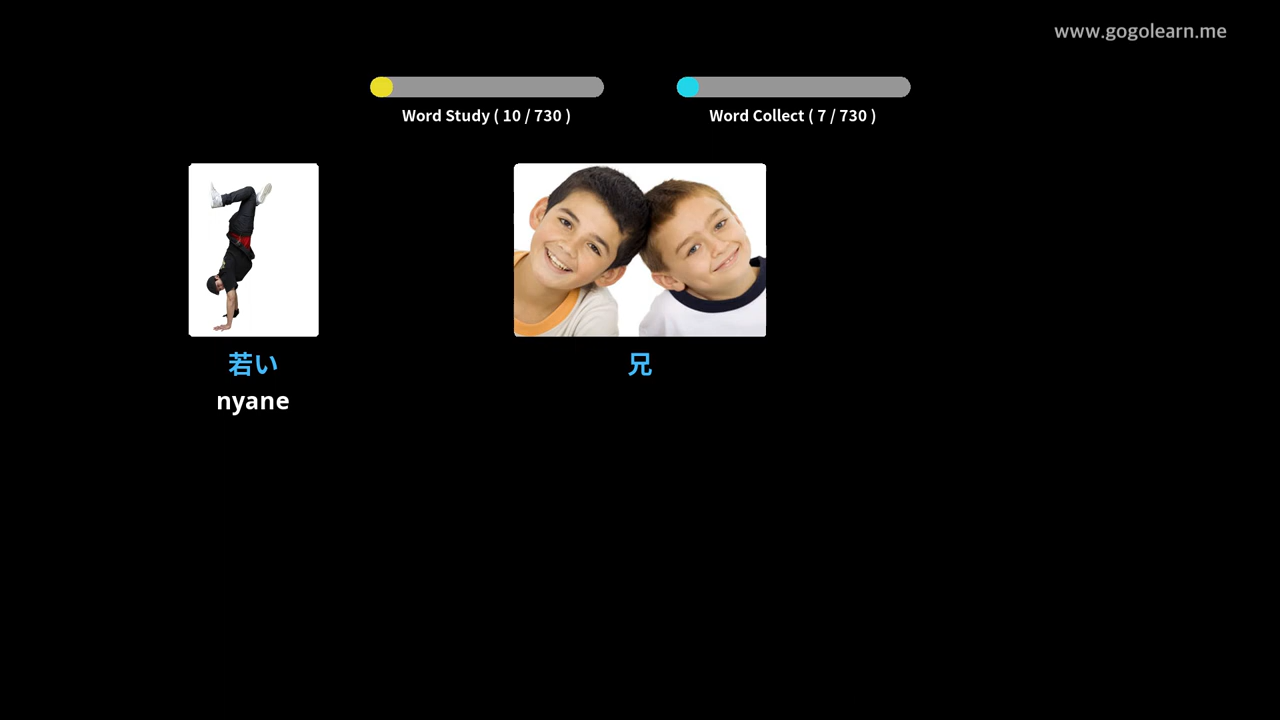 www.gogolearn.me
Word Study ( 10 / 730 )
Word Collect ( 7 / 730 )
若い
nyane
兄